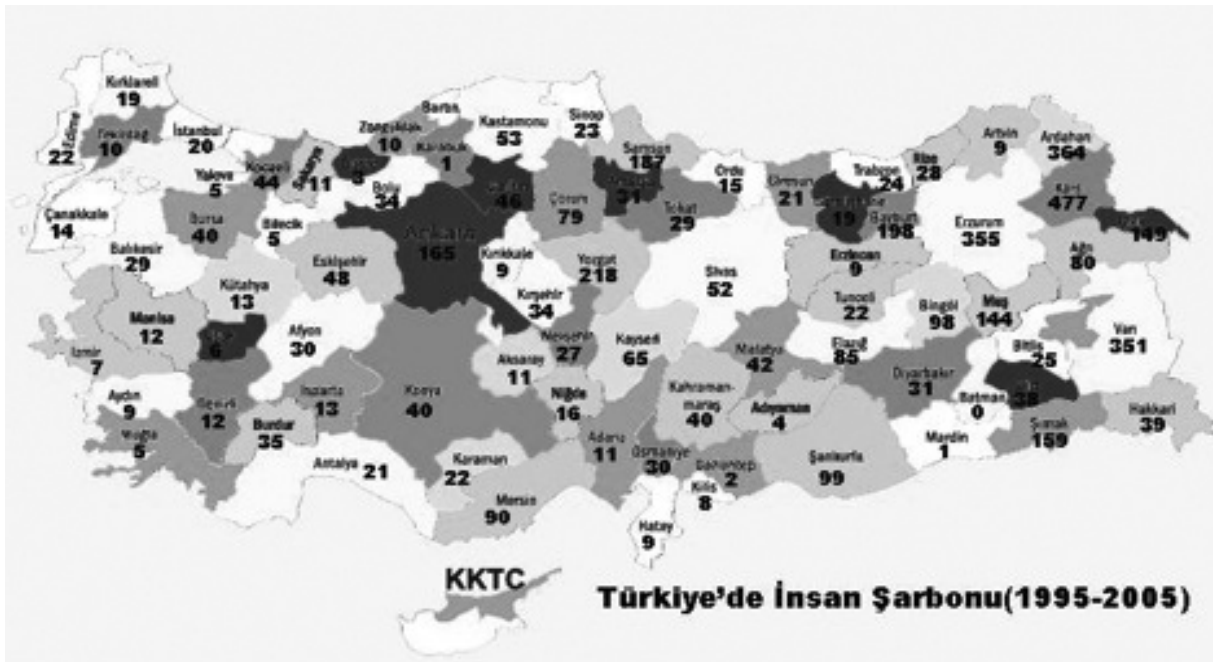 Kırklareli
19
Edirne
22
Tekirdağ
10
İstanbul
20
Yalova
5
Kocaeli
44
Sakarya
11
3
Bolu
34
Zonguldak
10
Bartın
Karabük
1
Kastamonu
53
Sinop
23
Samsun
187
46
Çorum
79
31
Tokat
29
Ordu
15
Giresun
21
19
Trabzon
24
Rize
28
Bayburt
198
Artvin
9
Ardahan
364
Kars
477
149
Çanakkale
14
Balıkesir
29
Bursa
40
Bilecik
5
Eskişehir
48
Kütahya
13
Ankara
165
Kırıkkale
9
Kırşehir
34
Yozgat
218
Sivas
52
Erzincan
9
Erzurum
355
Ağrı
80
Tunceli
22
Bingöl
98
Muş
144
Van
351
Bitlis
25
Elazığ
85
Malatya
42
Diyarbakır
31
Batman
0
38
Şırnak
159
Hakkari
39
Mardin
1
Manisa
12
İzmir
7
6
Afyon
30
Aydın
9
Denizli
12
Muğla
5
Burdur
35
Isparta
13
Antalya 21
Konya
40
Aksaray
11
Nevşehir
27
Niğde
16
Kayseri
65
Karaman
22
Mersin
90
Adana
11
Osmaniye
30
Kahraman-
maraş
40
Adıyaman
4
Gaziantep
2
Kilis
8
Şanlıurfa
99
Hatay
9
KKTC
Türkiye’de İnsan Şarbonu(1995-2005)